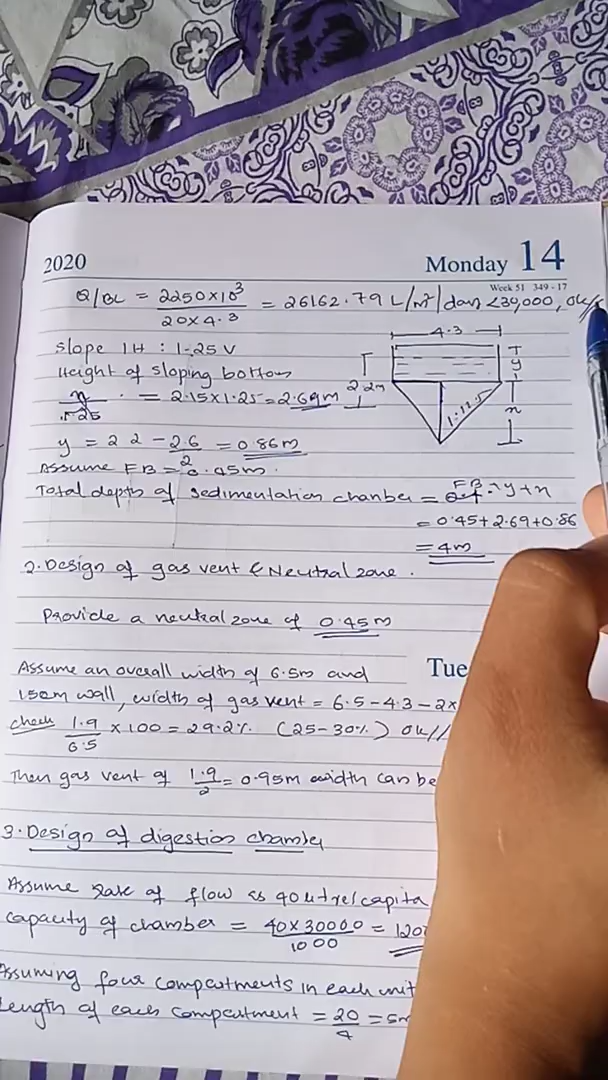 2020
Monday 14
Week 51 349-17
Q/BL = 2250×10³ / 20×4.3 = 26162.79 L/m²/day <30,000, Ok//
Slope 1H : 1.25V
Height of sloping bottom
= 2.15×1.25 = 2.69m
4.3
2.2m
y
n
y = 2.2 - = 0.86m
Assume FB = 0.45m.
Total depth of sedimentation chamber = FB + y + n
= 0.45+2.69+0.86
= 4m
2. Design of gas vent & Neutral zone.
Provide a neutral zone of 0.45m
Tue
Assume an overall width of 6.5m and
15cm wall, width of gas vent = 6.5-4.3-2×
check 1.9/6.5 × 100 = 29.2% (25-30%) Ok//
Then gas vent of 1.9/2 = 0.95m width can be
3. Design of digestion chamber
Assume rate of flow as 40 litre/capita
capacity of chamber = 40×30000 / 1000 = 120
Assuming four compartments in each unit
Length of each compartment = 20/4 = 5m